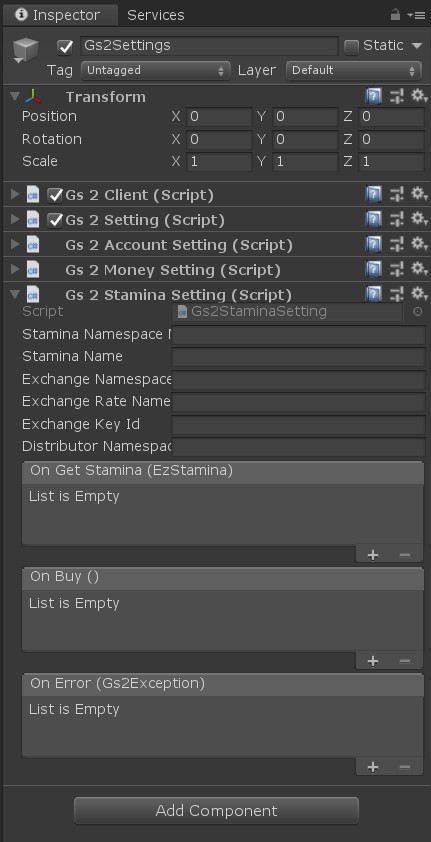 Inspector Services
Gs2Settings Static
Tag Untagged Layer Default
Transform
Position X 0 Y 0 Z 0
Rotation X 0 Y 0 Z 0
Scale X 1 Y 1 Z 1
Gs 2 Client (Script)
Gs 2 Setting (Script)
Gs 2 Account Setting (Script)
Gs 2 Money Setting (Script)
Gs 2 Stamina Setting (Script)
Script Gs2StaminaSetting
Stamina Namespace
Stamina Name
Exchange Namespace
Exchange Rate Name
Exchange Key Id
Distributor Namespac
On Get Stamina (EzStamina)
List is Empty
On Buy ()
List is Empty
On Error (Gs2Exception)
List is Empty
Add Component